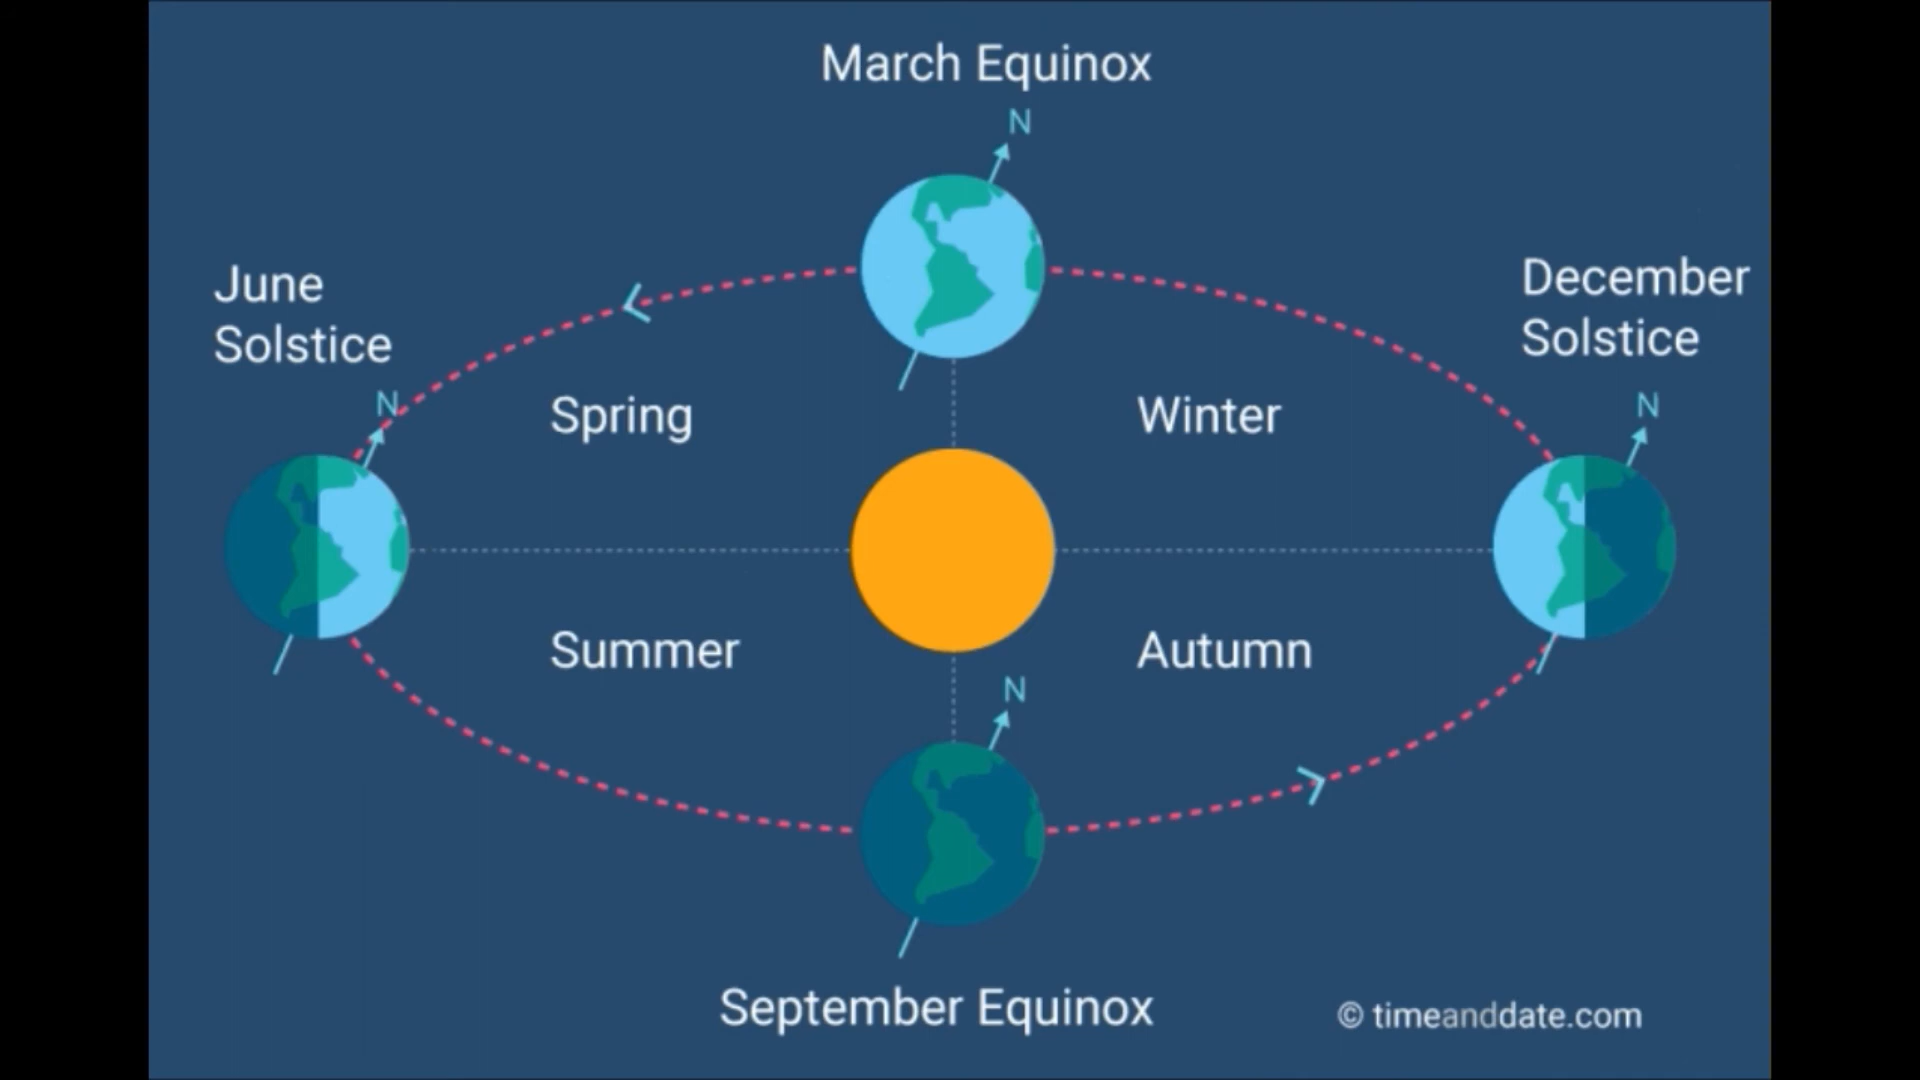 March Equinox
N
June
Solstice
December
Solstice
N
N
Spring
Winter
Summer
Autumn
N
September Equinox
© timeanddate.com